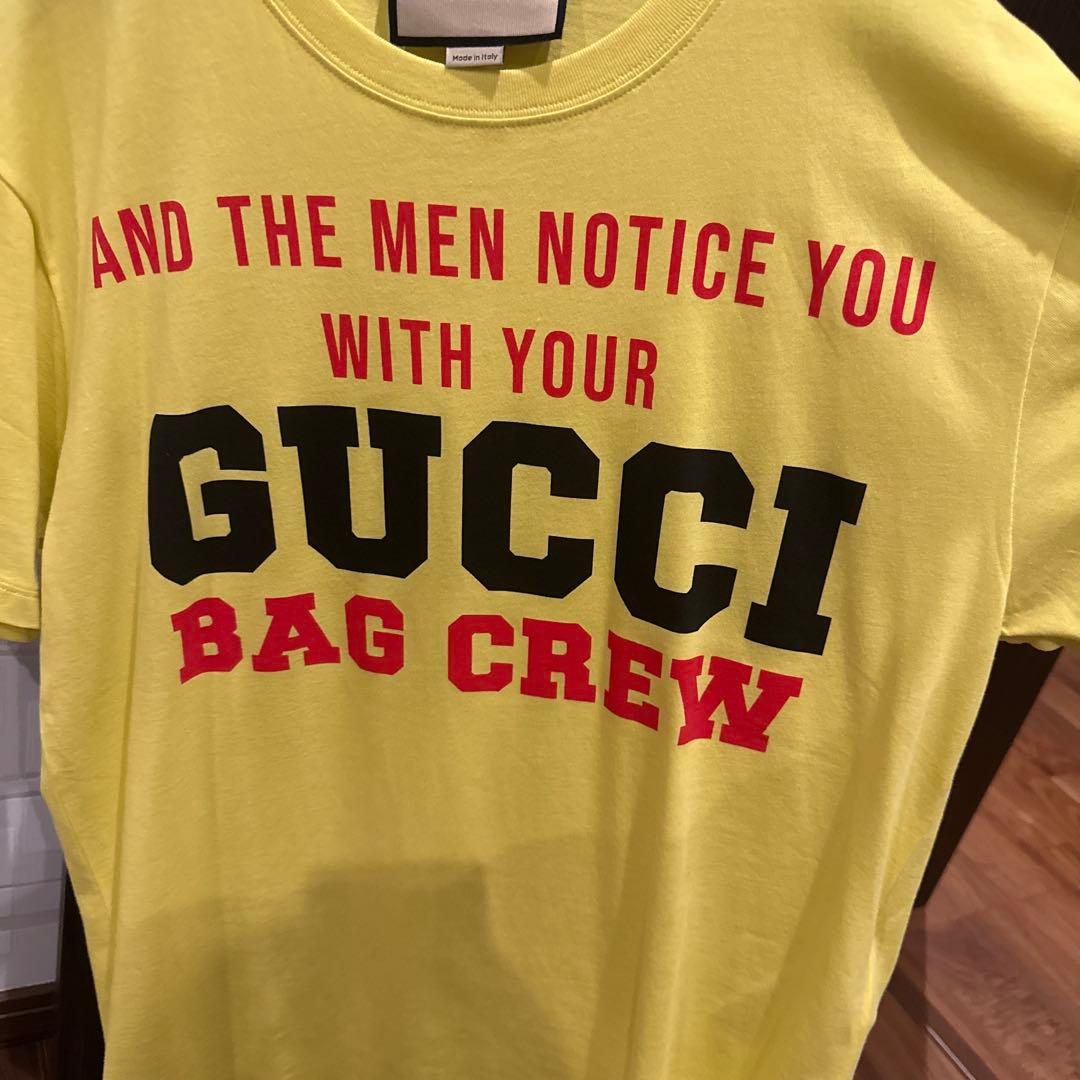 Made in Italy
AND THE MEN NOTICE YOU
WITH YOUR
GUCCI
BAG CREW